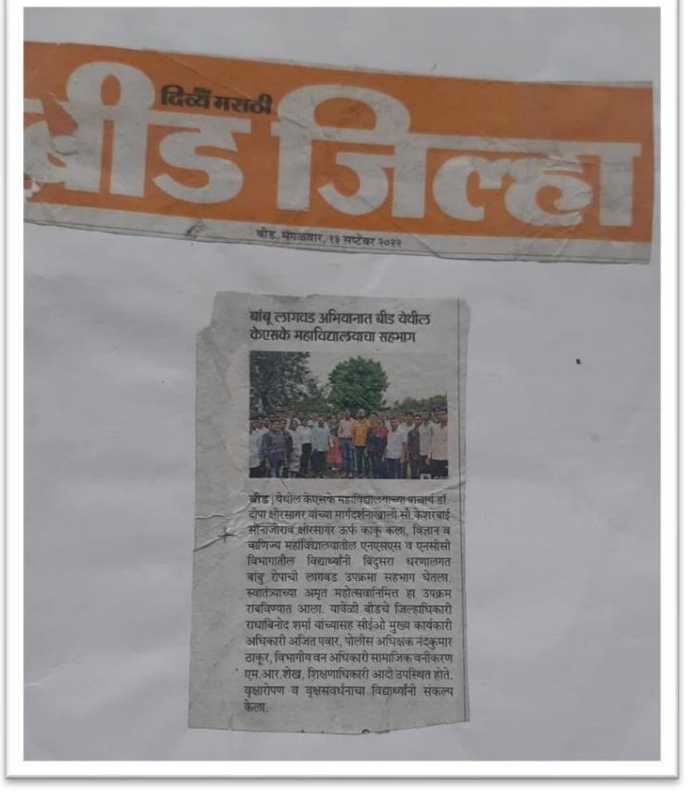 दिव्य मराठी
बीड जिल्हा
बीड, मंगळवार, १३ सप्टेंबर २०२२
बांबू लागवड अभियानात बीड येथील
केएसके महाविद्यालयाचा सहभाग
बीड | येथील केएसके महाविद्यालयाच्या प्राचार्य डॉ.
दीपा क्षीरसागर यांच्या मार्गदर्शनाखाली सौ.केशरबाई
सोनाजीराव क्षीरसागर ऊर्फ काकू कला, विज्ञान व
वाणिज्य महाविद्यालयातील एनएसएस व एनसीसी
विभागातील विद्यार्थ्यांनी बिंदुसरा धरणालगत
बांबु रोपाची लागवड उपक्रमा सहभाग घेतला.
स्वातंत्र्याच्या अमृत महोत्सवानिमित्त हा उपक्रम
राबविण्यात आला. यावेळी बीडचे जिल्हाधिकारी
राधाबिनोद शर्मा यांच्यासह सीईओ मुख्य कार्यकारी
अधिकारी अजित पवार, पोलीस अधिक्षक नंदकुमार
ठाकूर, विभागीय वन अधिकारी सामाजिक वनीकरण
एम.आर.शेख, शिक्षणाधिकारी आदी उपस्थित होते.
वृक्षारोपण व वृक्षसंवर्धनाचा विद्यार्थ्यांनी संकल्प
केला.